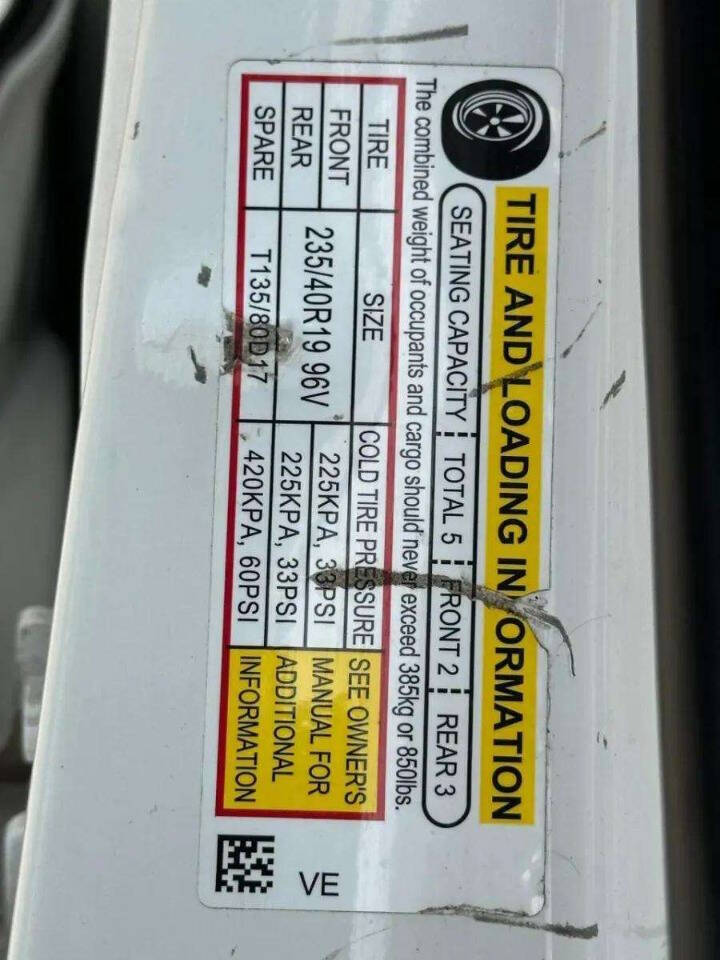 TIRE AND LOADING INFORMATION
SEATING CAPACITY TOTAL 5 FRONT 2 REAR 3
The combined weight of occupants and cargo should never exceed 385kg or 850lbs.
TIRE SIZE COLD TIRE PRESSURE SEE OWNER'S
FRONT 225KPA, 33PSI MANUAL FOR
235/40R19 96V
REAR 225KPA, 33PSI ADDITIONAL
SPARE T135/80D17 420KPA, 60PSI INFORMATION
VE